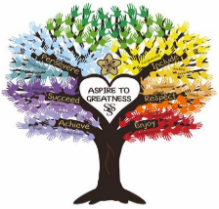 Persevere
Include
ASPIRE TO
GREATNESS
Succeed
Respect
Achieve
Enjoy